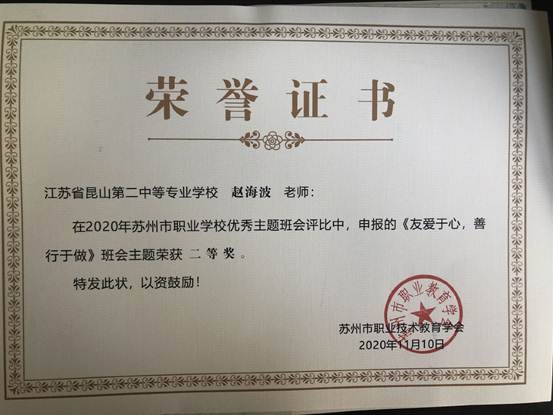 荣誉证书
江苏省昆山第二中等专业学校 赵海波 老师：
在2020年苏州市职业学校优秀主题班会评比中，申报的《友爱于心，善
行于做》班会主题荣获 二等奖 。
特发此状，以资鼓励！
苏州市职业技术教育学会
2020年11月10日